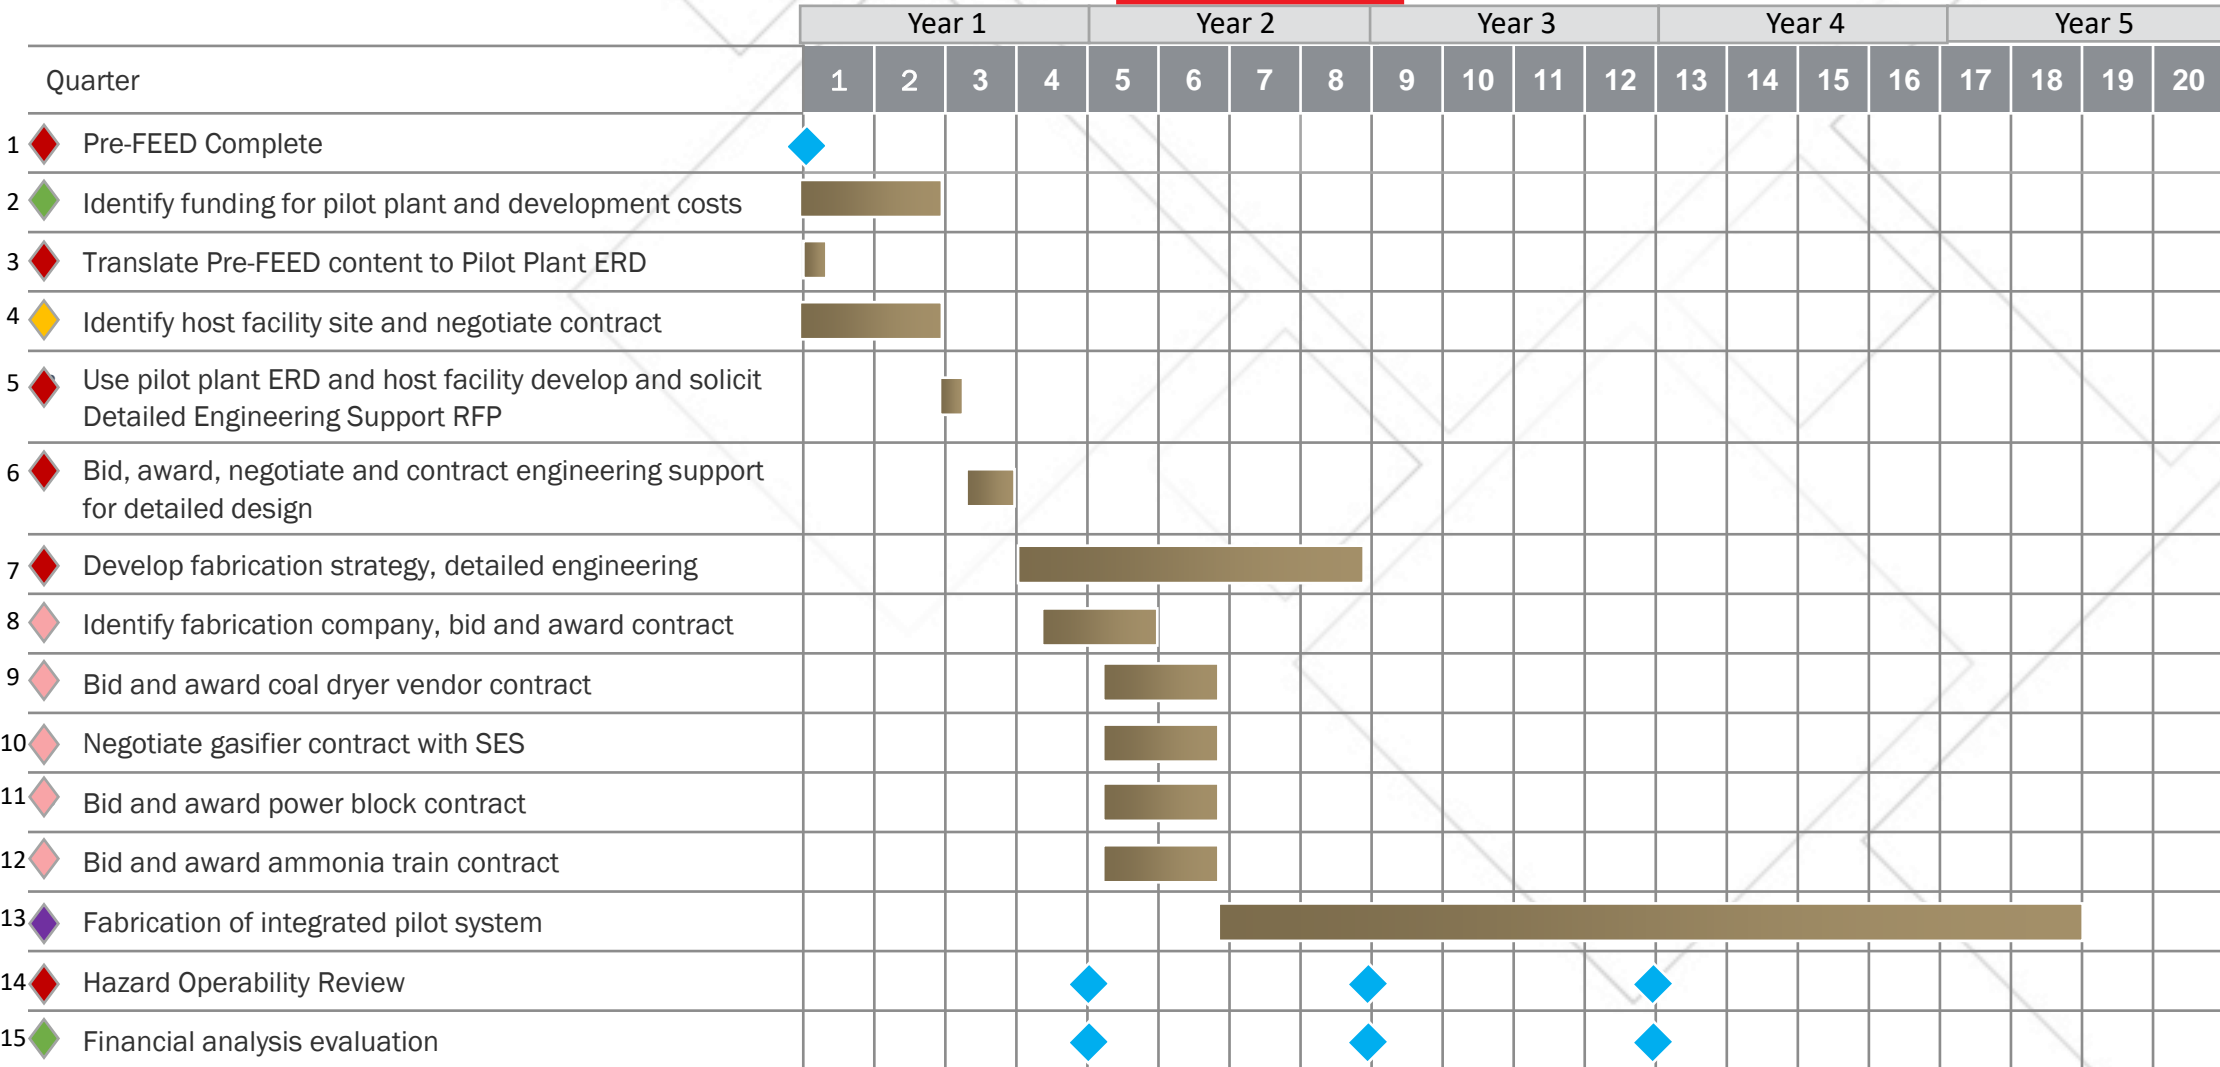 Year 1 Year 2 Year 3 Year 4 Year 5
Quarter 1 2 3 4 5 6 7 8 9 10 11 12 13 14 15 16 17 18 19 20
1 Pre-FEED Complete
2 Identify funding for pilot plant and development costs
3 Translate Pre-FEED content to Pilot Plant ERD
4 Identify host facility site and negotiate contract
5 Use pilot plant ERD and host facility develop and solicit
Detailed Engineering Support RFP
6 Bid, award, negotiate and contract engineering support
for detailed design
7 Develop fabrication strategy, detailed engineering
8 Identify fabrication company, bid and award contract
9 Bid and award coal dryer vendor contract
10 Negotiate gasifier contract with SES
11 Bid and award power block contract
12 Bid and award ammonia train contract
13 Fabrication of integrated pilot system
14 Hazard Operability Review
15 Financial analysis evaluation